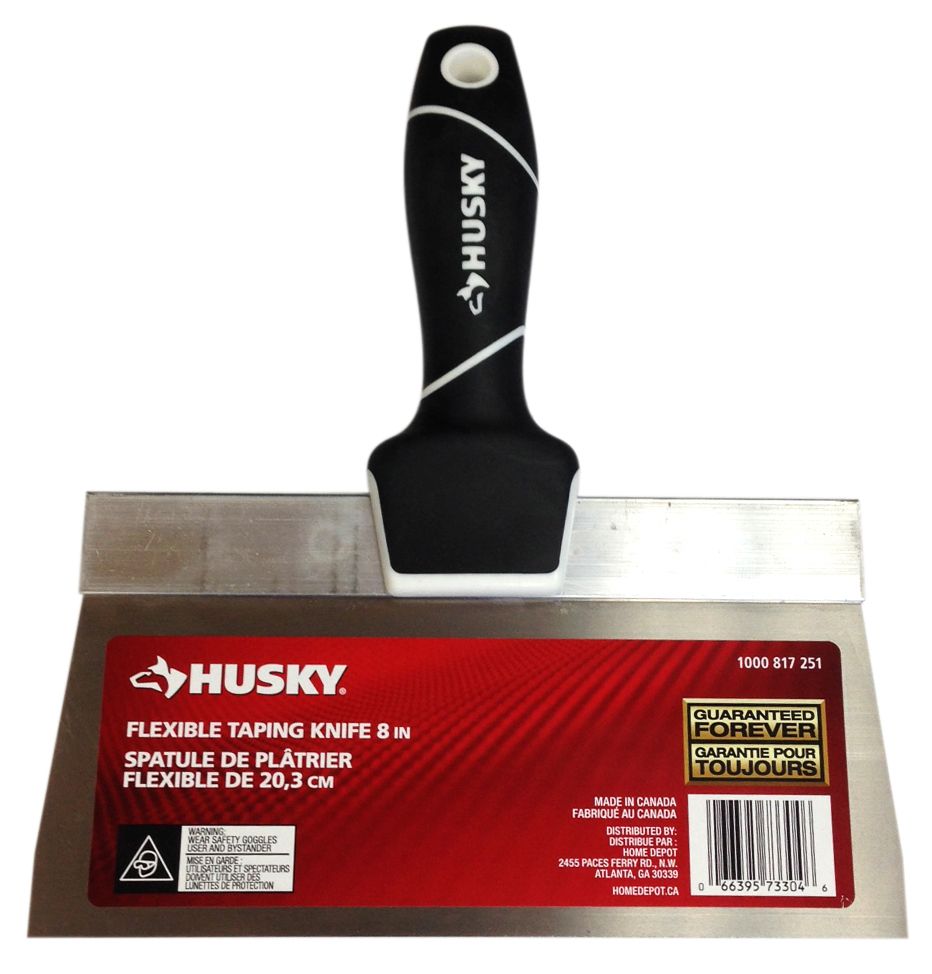 HUSKY
HUSKY®
1000 817 251
FLEXIBLE TAPING KNIFE 8 IN
SPATULE DE PLÂTRIER
FLEXIBLE DE 20,3 CM
GUARANTEED
FOREVER
GARANTIE POUR
TOUJOURS
WARNING:
WEAR SAFETY GOGGLES
USER AND BYSTANDER
MISE EN GARDE :
UTILISATEURS ET SPECTATEURS
DOIVENT UTILISER DES
LUNETTES DE PROTECTION
MADE IN CANADA
FABRIQUÉ AU CANADA
DISTRIBUTED BY:
DISTRIBUE PAR :
HOME DEPOT
2455 PACES FERRY RD., N.W.
ATLANTA, GA 30339
HOMEDEPOT.CA
0 66395 73304 6